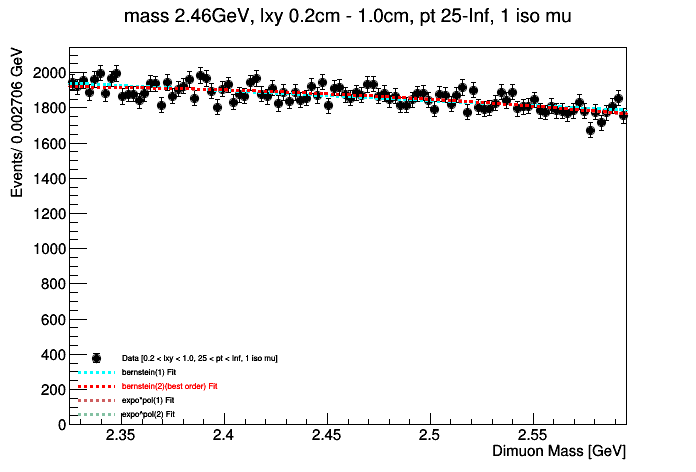 mass 2.46GeV, lxy 0.2cm - 1.0cm, pt 25-Inf, 1 iso mu
Events/ 0.002706 GeV
2000
1800
1600
1400
1200
1000
800
600
400
200
0
Data [0.2 < lxy < 1.0, 25 < pt < Inf, 1 iso mu]
bernstein(1) Fit
bernstein(2)(best order) Fit
expo*pol(1) Fit
expo*pol(2) Fit
2.35 2.4 2.45 2.5 2.55
Dimuon Mass [GeV]